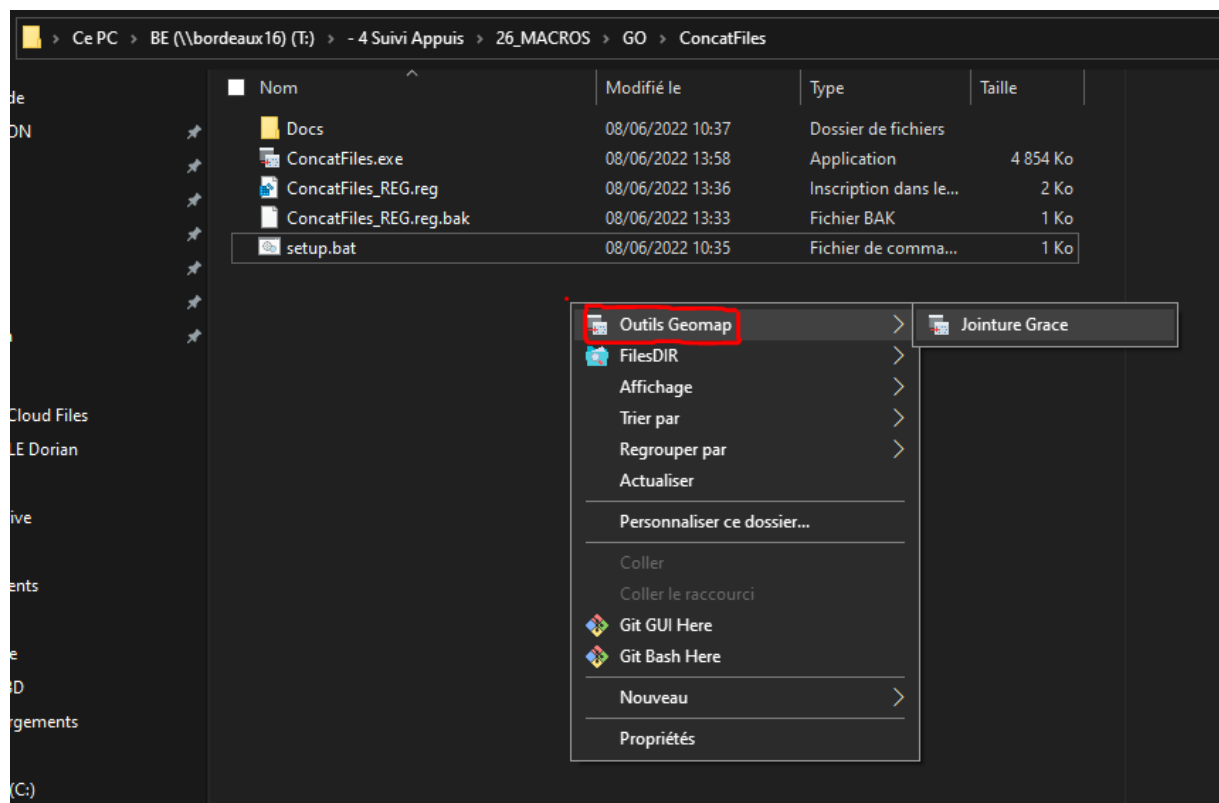 Ce PC > BE (\\bordeaux16) (T:) > - 4 Suivi Appuis > 26_MACROS > GO > ConcatFiles
Nom Modifié le Type Taille
Docs 08/06/2022 10:37 Dossier de fichiers
ConcatFiles.exe 08/06/2022 13:58 Application 4 854 Ko
ConcatFiles_REG.reg 08/06/2022 13:36 Inscription dans le... 2 Ko
ConcatFiles_REG.reg.bak 08/06/2022 13:33 Fichier BAK 1 Ko
setup.bat 08/06/2022 10:35 Fichier de comma... 1 Ko
de
ON
Cloud Files
LE Dorian
ive
ents
e
rgements
(C:)
Outils Geomap
Jointure Grace
FilesDIR
Affichage
Trier par
Regrouper par
Actualiser
Personnaliser ce dossier...
Coller
Coller le raccourci
Git GUI Here
Git Bash Here
Nouveau
Propriétés